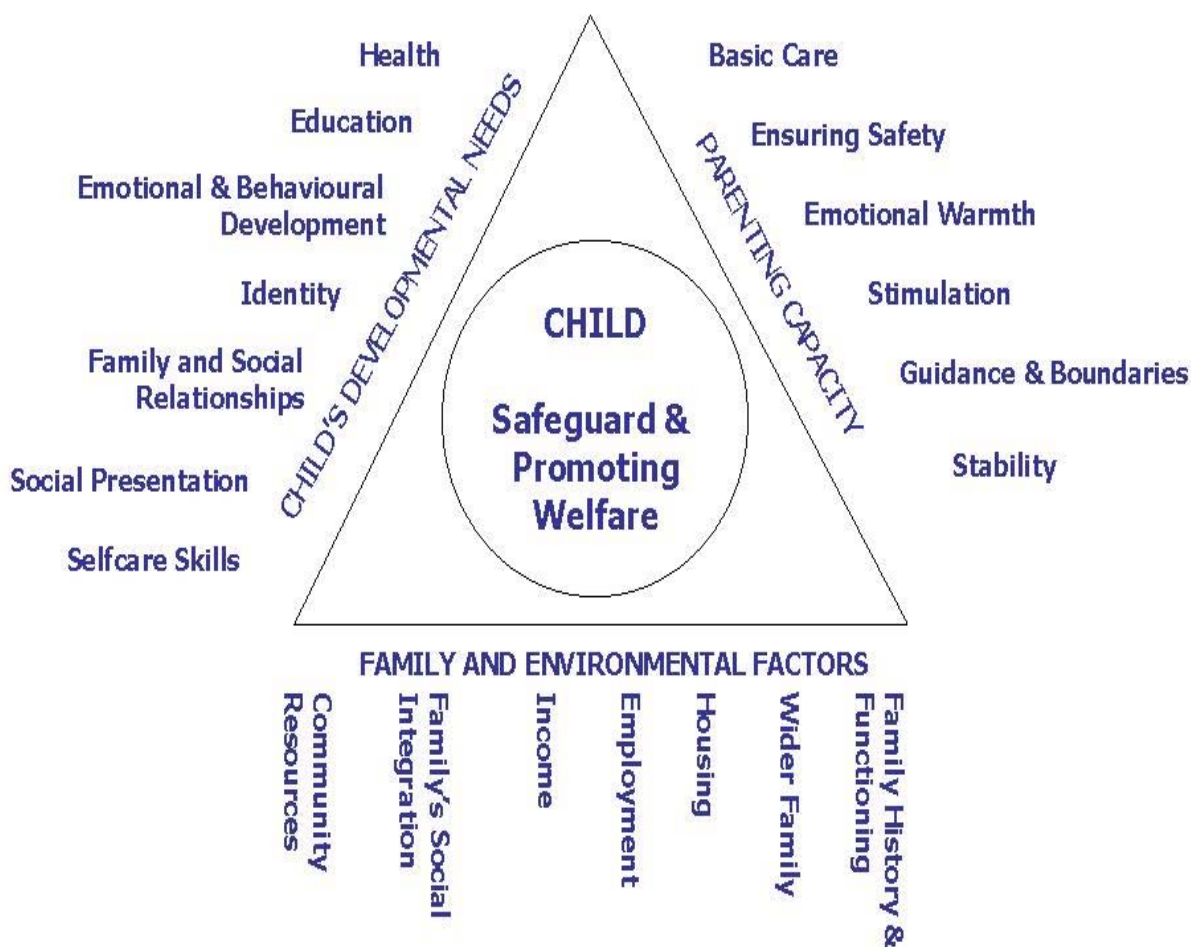 Health
Education
Emotional & Behavioural
Development
Identity
Family and Social
Relationships
Social Presentation
Selfcare Skills
CHILD'S DEVELOPMENTAL NEEDS
CHILD
Safeguard &
Promoting
Welfare
PARENTING CAPACITY
Basic Care
Ensuring Safety
Emotional Warmth
Stimulation
Guidance & Boundaries
Stability
FAMILY AND ENVIRONMENTAL FACTORS
Community
Resources
Family's Social
Integration
Income
Employment
Housing
Wider Family
Family History &
Functioning